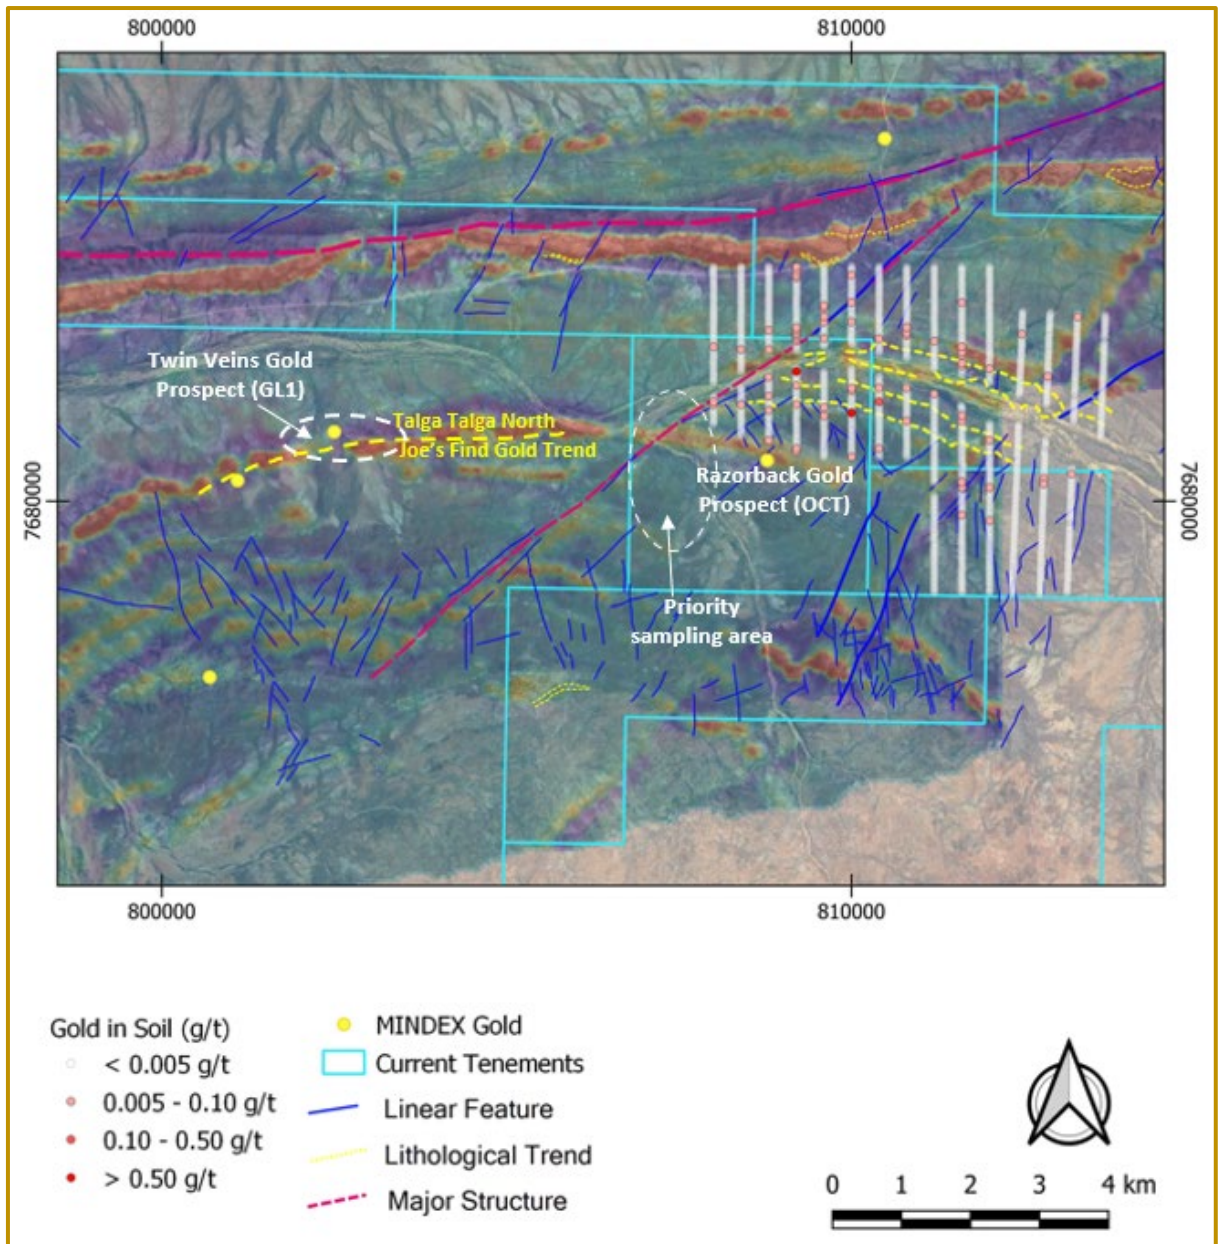 800000
810000
Twin Veins Gold
Prospect (GL1)
Talga Talga North
Joe's Find Gold Trend
7680000
7680000
Razorback Gold
Prospect (OCT)
Priority
sampling area
800000
810000
Gold in Soil (g/t)
< 0.005 g/t
0.005 - 0.10 g/t
0.10 - 0.50 g/t
> 0.50 g/t
MINDEX Gold
Current Tenements
Linear Feature
Lithological Trend
Major Structure
0 1 2 3 4 km